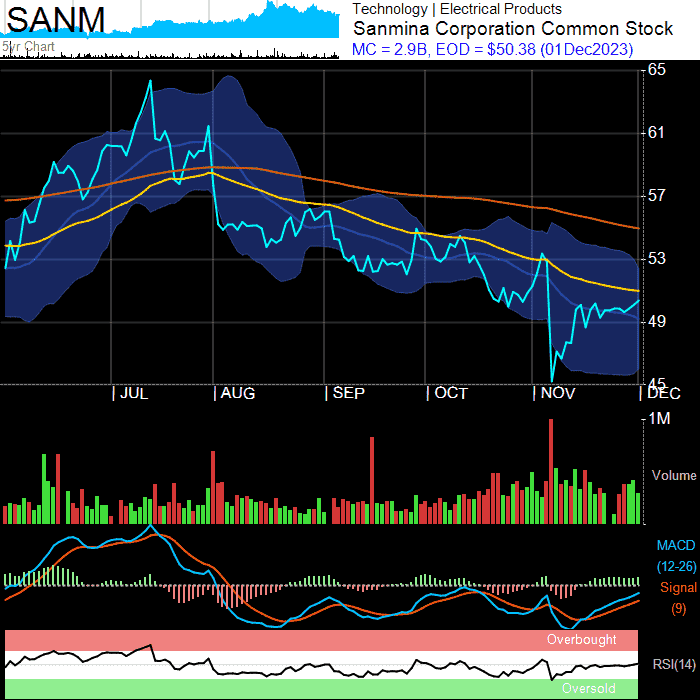 SANM
5yr Chart
Technology | Electrical Products
Sanmina Corporation Common Stock
MC = 2.9B, EOD = $50.38 (01Dec2023)
65
61
57
53
49
45
JUL
AUG
SEP
OCT
NOV
DEC
1M
Volume
MACD
(12-26)
Signal
(9)
Overbought
RSI(14)
Oversold